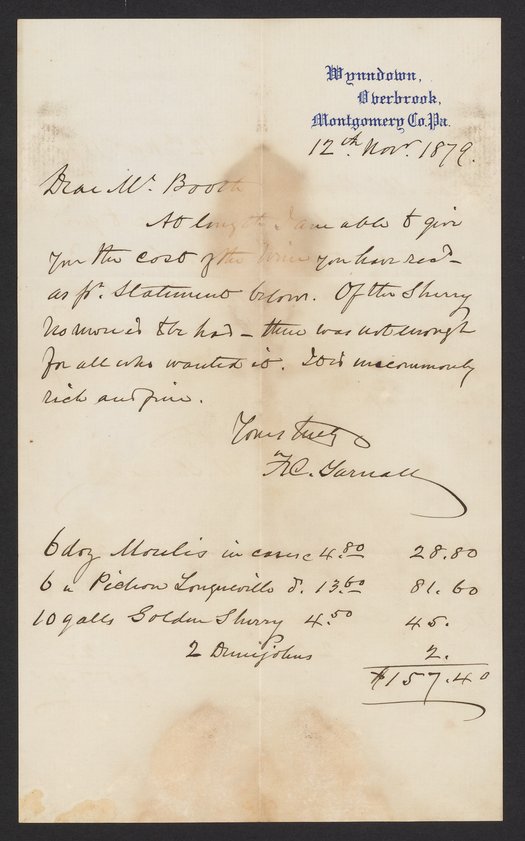 Wynndown,
Overbrook,
Montgomery Co. Pa.
12th Novr. 1879.
Dear Mr. Booth
At length I am able to give
you the cost of the Wine you have recd-
as pr. Statement below. Of the Sherry
no more is to be had - there was not enough
for all who wanted it. It is uncommonly
rich and fine.
Yours truly
F. C. Yarnall
6 doz Moulis in cases 4.80 28.80
6 " Pichon Longueville d. 13.60 81.60
10 galls Golden Sherry 4.50 45.
2 Demijohns 2.
$157.40